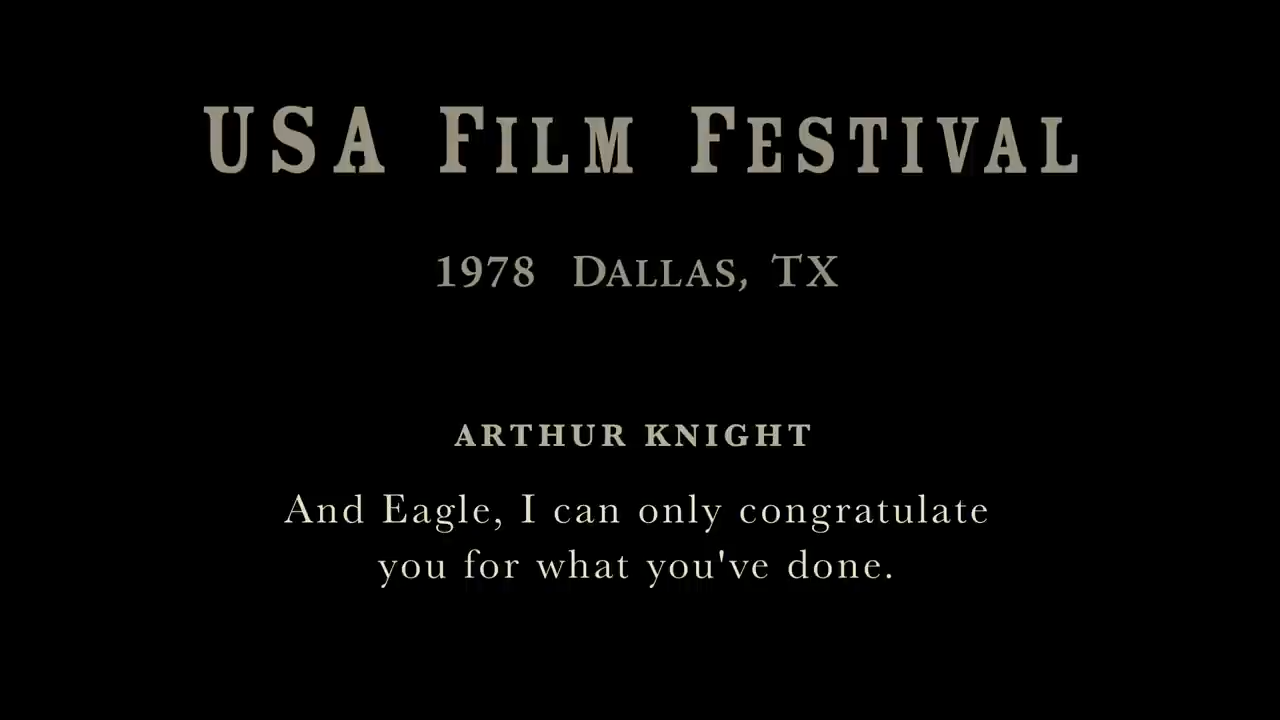 USA FILM FESTIVAL
1978 DALLAS, TX
ARTHUR KNIGHT
And Eagle, I can only congratulate
you for what you've done.